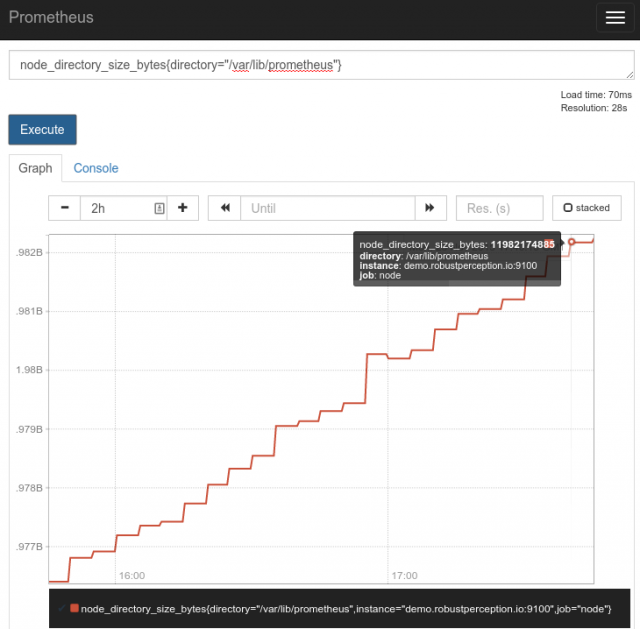 Prometheus
node_directory_size_bytes{directory="/var/lib/prometheus"}
Load time: 70ms
Resolution: 28s
Execute
Graph
Console
2h
Until
Res. (s)
stacked
node_directory_size_bytes: 11982174885
directory: /var/lib/prometheus
instance: demo.robustperception.io:9100
job: node
.982B
.981B
1.98B
.979B
.978B
.977B
16:00
17:00
node_directory_size_bytes{directory="/var/lib/prometheus",instance="demo.robustperception.io:9100",job="node"}